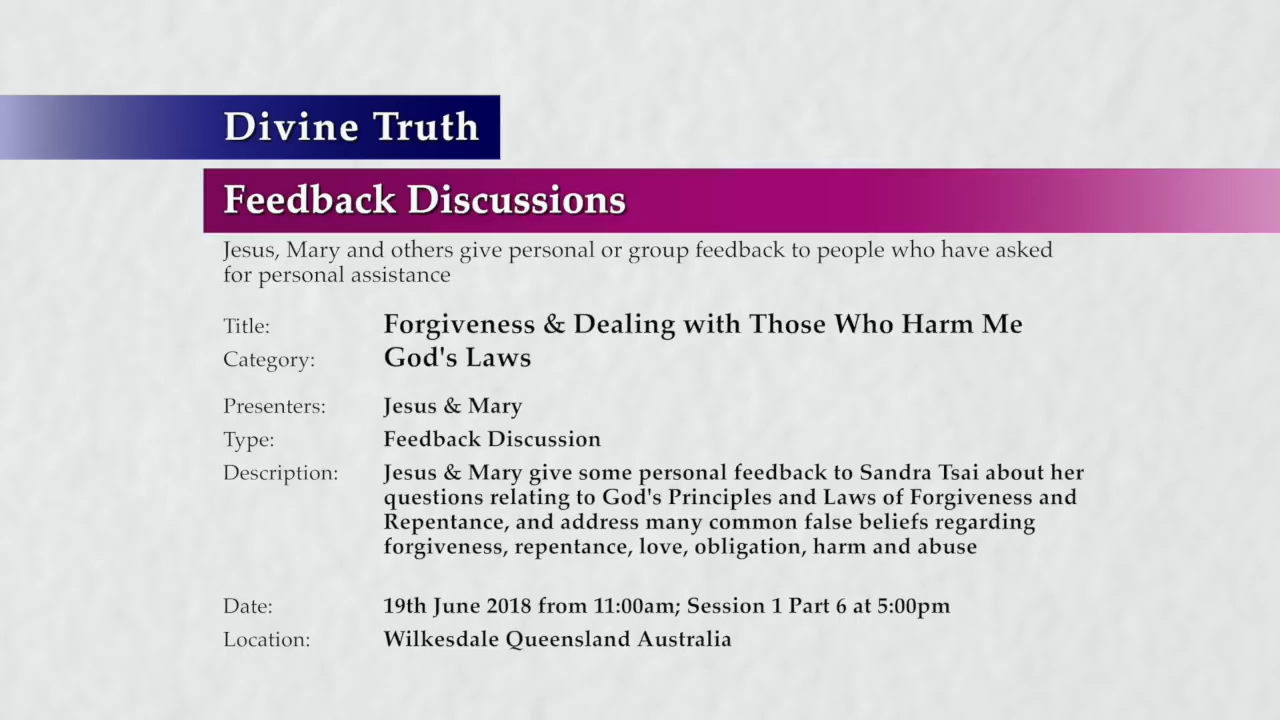 Divine Truth
Feedback Discussions
Jesus, Mary and others give personal or group feedback to people who have asked
for personal assistance
Title: Forgiveness & Dealing with Those Who Harm Me
Category: God's Laws
Presenters: Jesus & Mary
Type: Feedback Discussion
Description: Jesus & Mary give some personal feedback to Sandra Tsai about her
questions relating to God's Principles and Laws of Forgiveness and
Repentance, and address many common false beliefs regarding
forgiveness, repentance, love, obligation, harm and abuse
Date: 19th June 2018 from 11:00am; Session 1 Part 6 at 5:00pm
Location: Wilkesdale Queensland Australia